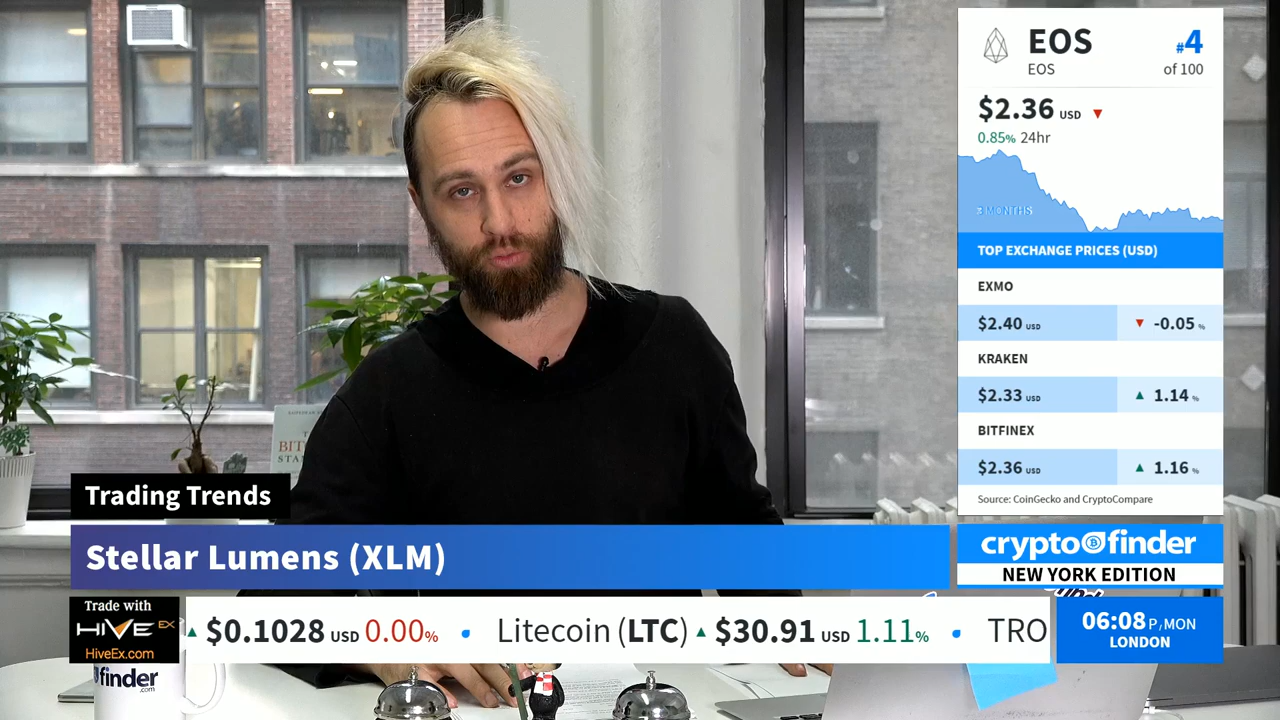 EOS
#4
EOS
of 100
$2.36 USD ▼
0.85% 24hr
3 MONTHS
TOP EXCHANGE PRICES (USD)
EXMO
$2.40 USD ▼ -0.05 %
KRAKEN
$2.33 USD ▲ 1.14 %
BITFINEX
$2.36 USD ▲ 1.16 %
Source: CoinGecko and CryptoCompare
BIT
STAN
Trading Trends
Stellar Lumens (XLM)
crypto finder
NEW YORK EDITION
Trade with
HIVE EX
HiveEx.com
▲ $0.1028 USD 0.00% • Litecoin (LTC) ▲ $30.91 USD 1.11% • TRO
06:08 P/MON
LONDON
finder
.com